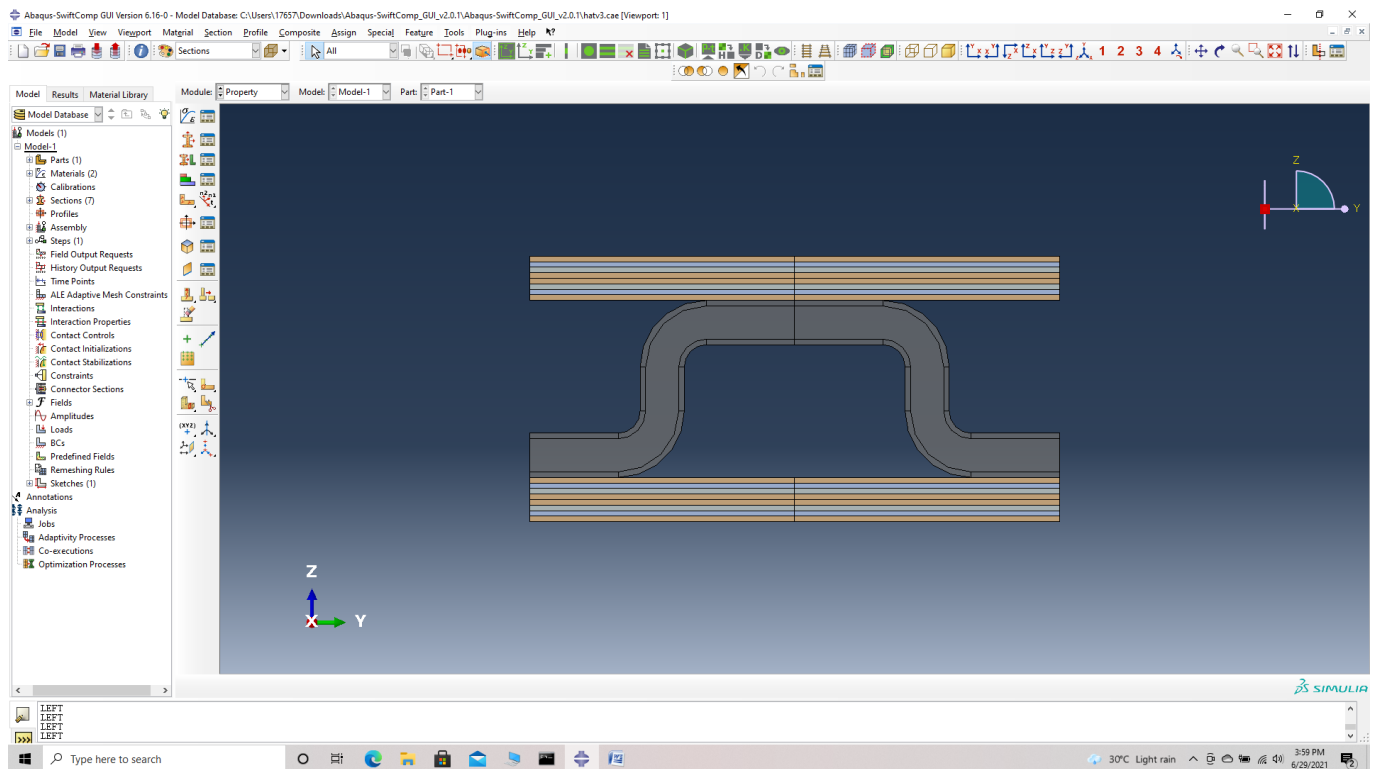 Abaqus-SwiftComp GUI Version 6.16-0 - Model Database: C:\Users\17657\Downloads\Abaqus-SwiftComp_GUI_v2.0.1\Abaqus-SwiftComp_GUI_v2.0.1\hatv3.cae [Viewport: 1]
File Model View Viewport Material Section Profile Composite Assign Special Feature Tools Plug-ins Help
Sections All 1 2 3 4
Model Results Material Library Module: Property Model: Model-1 Part: Part-1
Model Database
Models (1)
Model-1
Parts (1)
Materials (2)
Calibrations
Sections (7)
Profiles
Assembly
Steps (1)
Field Output Requests
History Output Requests
Time Points
ALE Adaptive Mesh Constraints
Interactions
Interaction Properties
Contact Controls
Contact Initializations
Contact Stabilizations
Constraints
Connector Sections
Fields
Amplitudes
Loads
BCs
Predefined Fields
Remeshing Rules
Sketches (1)
Annotations
Analysis
Jobs
Adaptivity Processes
Co-executions
Optimization Processes
Z
X Y
Z
X Y
SIMULIA
LEFT
LEFT
LEFT
LEFT
Type here to search
30°C Light rain
3:59 PM
6/29/2021